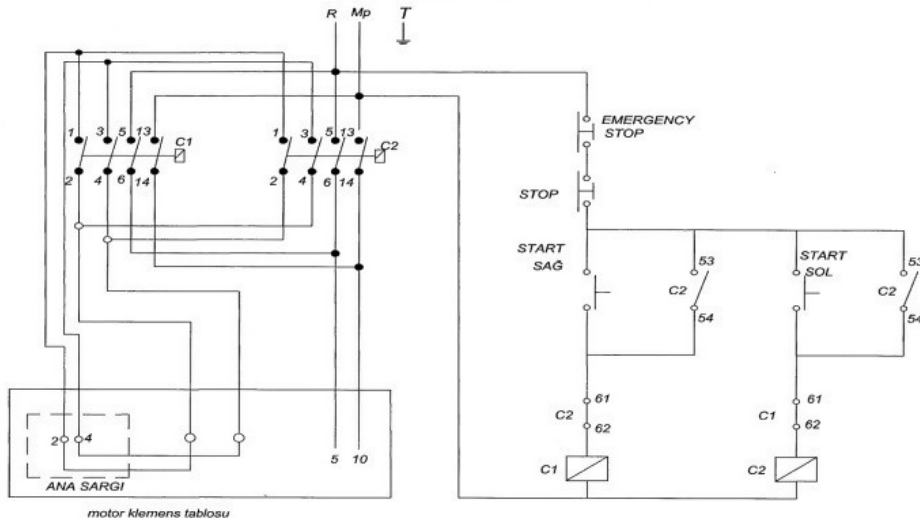 R Mp T
1 3 5 13 C1
1 3 5 13 C2
2 4 6 14
2 4 6 14
EMERGENCY
STOP
STOP
START
SAĞ
53
C2
54
START
SOL
53
C2
54
61
C2
62
61
C1
62
C1
C2
2 4
5 10
ANA SARGI
motor klemens tablosu